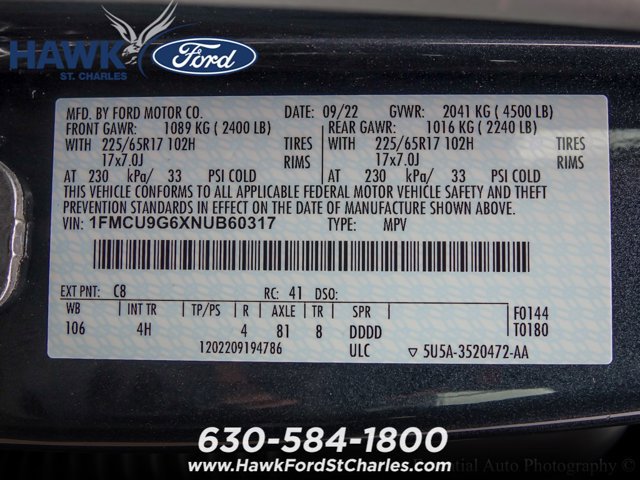 HAWK
ST. CHARLES
Ford
MFD. BY FORD MOTOR CO. DATE: 09/22 GVWR: 2041 KG (4500 LB)
FRONT GAWR: 1089 KG (2400 LB) REAR GAWR: 1016 KG (2240 LB)
WITH 225/65R17 102H TIRES WITH 225/65R17 102H TIRES
17x7.0J RIMS 17x7.0J RIMS
AT 230 kPa/ 33 PSI COLD AT 230 kPa/ 33 PSI COLD
THIS VEHICLE CONFORMS TO ALL APPLICABLE FEDERAL MOTOR VEHICLE SAFETY AND THEFT
PREVENTION STANDARDS IN EFFECT ON THE DATE OF MANUFACTURE SHOWN ABOVE.
VIN: 1FMCU9G6XNUB60317 TYPE: MPV
EXT PNT: C8 RC: 41 DSO:
WB INT TR TP/PS R AXLE TR SPR F0144
106 4H 4 81 8 DDDD T0180
1202209194786 ULC ▽ 5U5A-3520472-AA
630-584-1800
www.HawkFordStCharles.com
Auto Photography ©